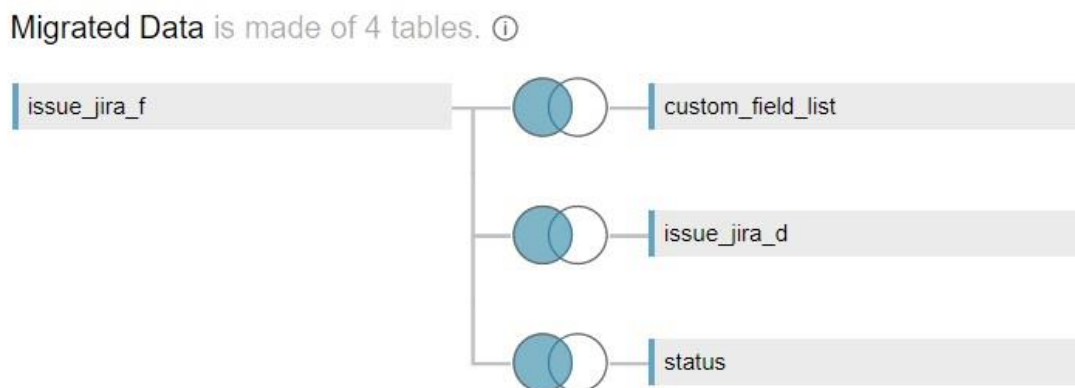 Migrated Data is made of 4 tables.
issue_jira_f
custom_field_list
issue_jira_d
status